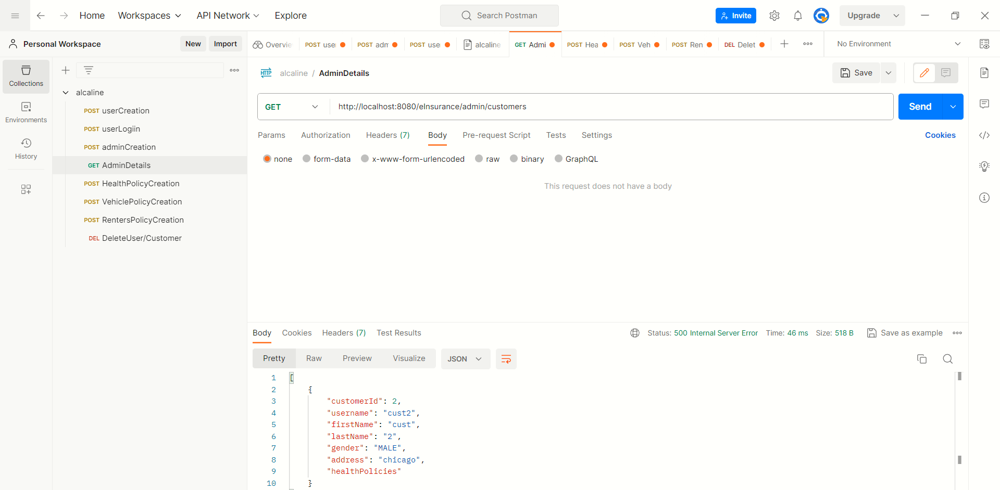 Home Workspaces API Network Explore Search Postman Invite Upgrade
Personal Workspace New Import Overvie POST use POST adm POST use alcaline GET Admi POST Hea POST Veh POST Ren DEL Delet No Environment
Collections
Environments
History
alcaline
POST userCreation
POST userLogiin
POST adminCreation
GET AdminDetails
POST HealthPolicyCreation
POST VehiclePolicyCreation
POST RentersPolicyCreation
DEL DeleteUser/Customer
HTTP alcaline / AdminDetails Save
GET http://localhost:8080/eInsurance/admin/customers Send
Params Authorization Headers (7) Body Pre-request Script Tests Settings Cookies
none form-data x-www-form-urlencoded raw binary GraphQL
This request does not have a body
Body Cookies Headers (7) Test Results Status: 500 Internal Server Error Time: 46 ms Size: 518 B Save as example
Pretty Raw Preview Visualize JSON
1 [
2 {
3 "customerId": 2,
4 "username": "cust2",
5 "firstName": "cust",
6 "lastName": "2",
7 "gender": "MALE",
8 "address": "chicago",
9 "healthPolicies"
10 }